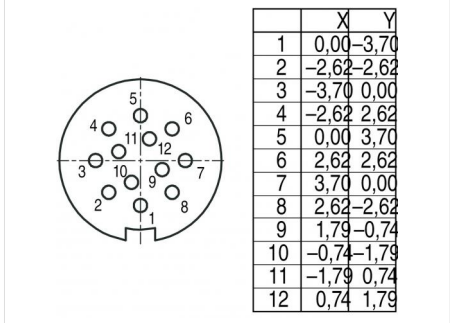 5
4 6
11
12
3 7
10
9
2 8
1
X Y
1 0,00 –3,70
2 –2,62 –2,62
3 –3,70 0,00
4 –2,62 2,62
5 0,00 3,70
6 2,62 2,62
7 3,70 0,00
8 2,62 –2,62
9 1,79 –0,74
10 –0,74 –1,79
11 –1,79 0,74
12 0,74 1,79